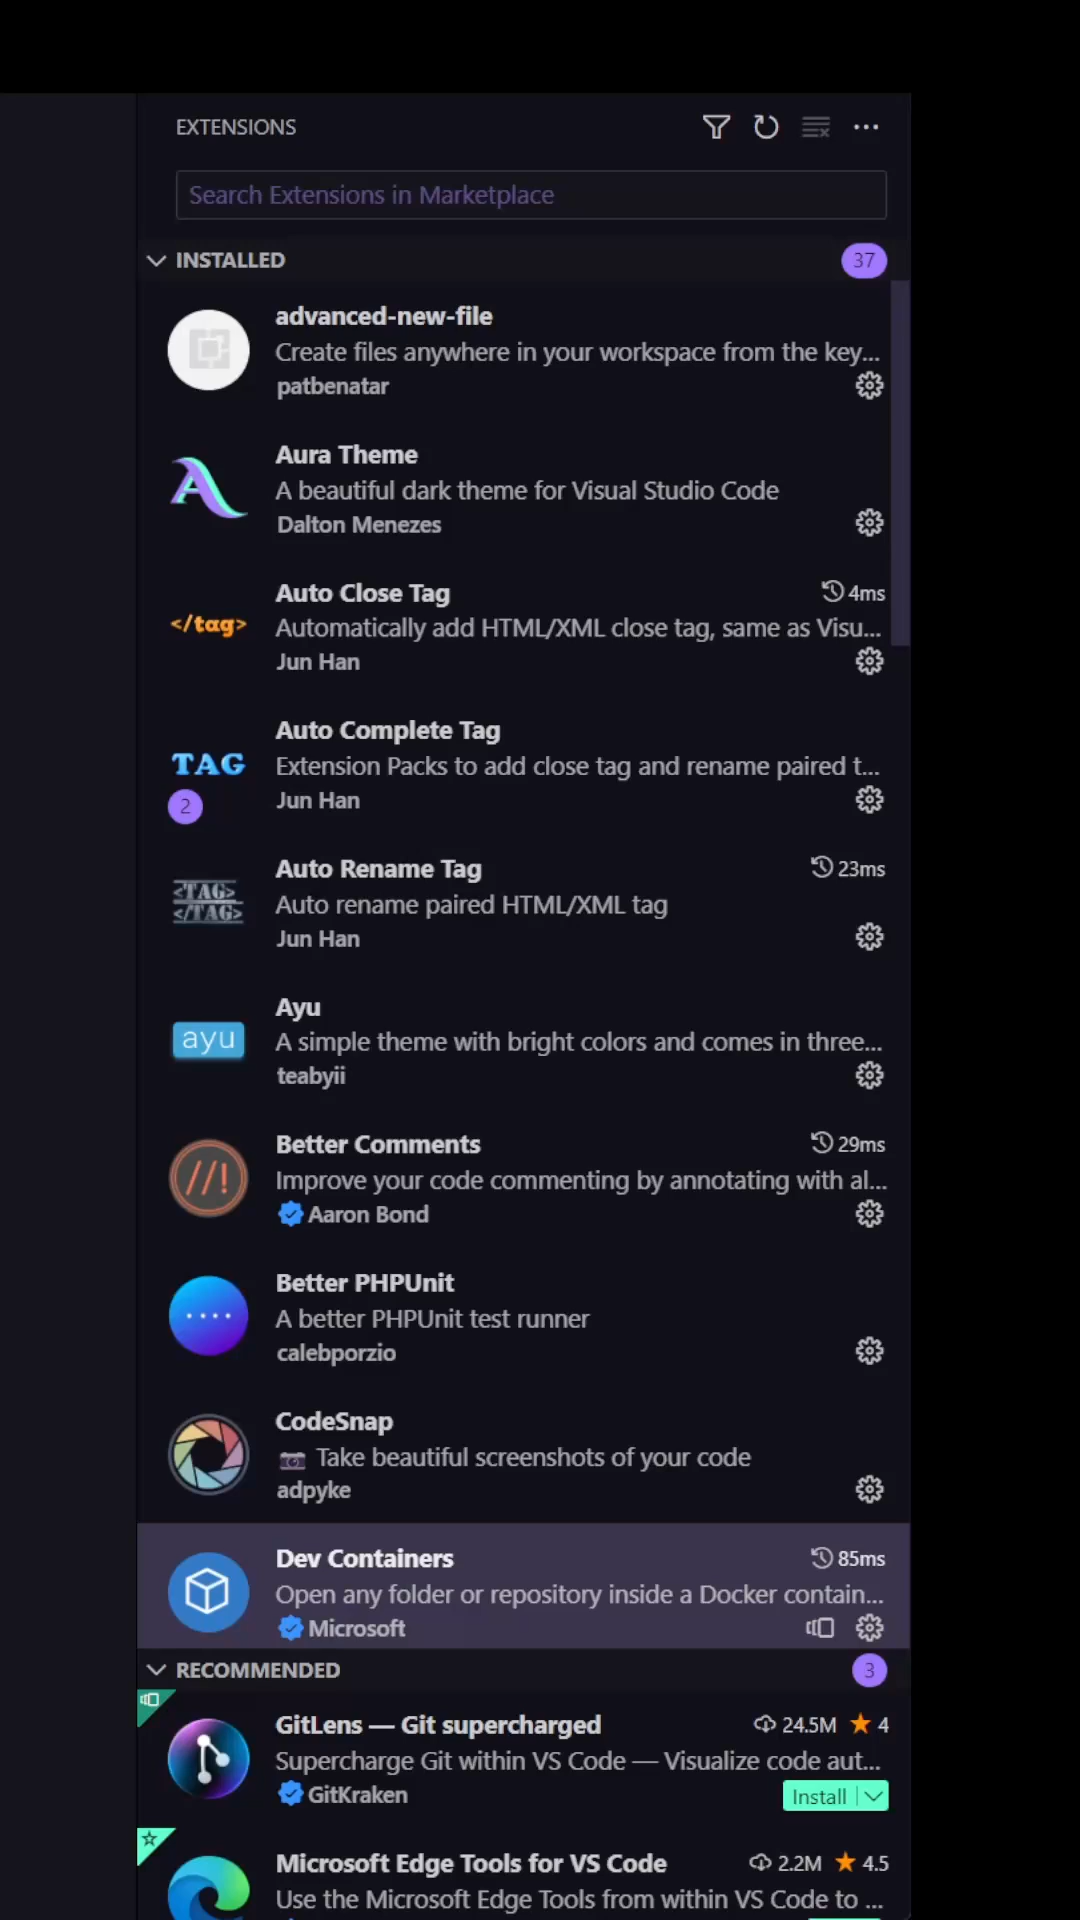 EXTENSIONS
Search Extensions in Marketplace
INSTALLED 37
advanced-new-file
Create files anywhere in your workspace from the key...
patbenatar
Aura Theme
A beautiful dark theme for Visual Studio Code
Dalton Menezes
Auto Close Tag 4ms
</tag> Automatically add HTML/XML close tag, same as Visu...
Jun Han
Auto Complete Tag
TAG Extension Packs to add close tag and rename paired t...
2 Jun Han
Auto Rename Tag 23ms
<TAG>
</TAG> Auto rename paired HTML/XML tag
Jun Han
Ayu
ayu A simple theme with bright colors and comes in three...
teabyii
Better Comments 29ms
//! Improve your code commenting by annotating with al...
Aaron Bond
Better PHPUnit
A better PHPUnit test runner
calebporzio
CodeSnap
📷 Take beautiful screenshots of your code
adpyke
Dev Containers 85ms
Open any folder or repository inside a Docker contain...
Microsoft
RECOMMENDED 3
GitLens — Git supercharged 24.5M 4
Supercharge Git within VS Code — Visualize code aut...
GitKraken Install
Microsoft Edge Tools for VS Code 2.2M 4.5
Use the Microsoft Edge Tools from within VS Code to ...